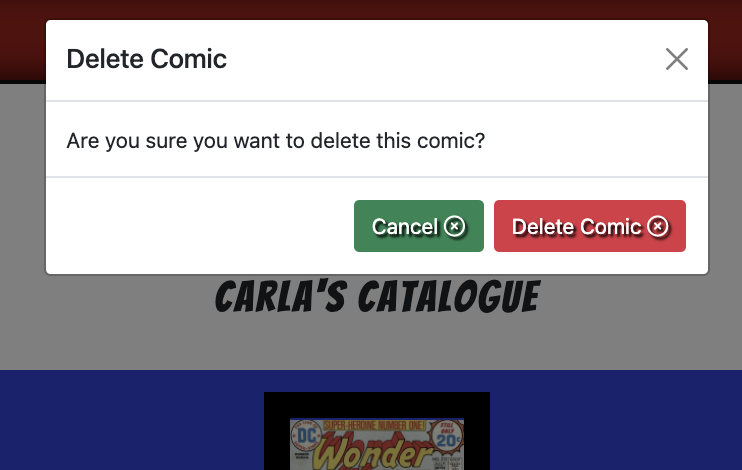 Delete Comic
Are you sure you want to delete this comic?
Cancel
Delete Comic
CARLA'S CATALOGUE
SUPER-HEROINE NUMBER ONE!!
DC
STILL ONLY
20¢
Wonder